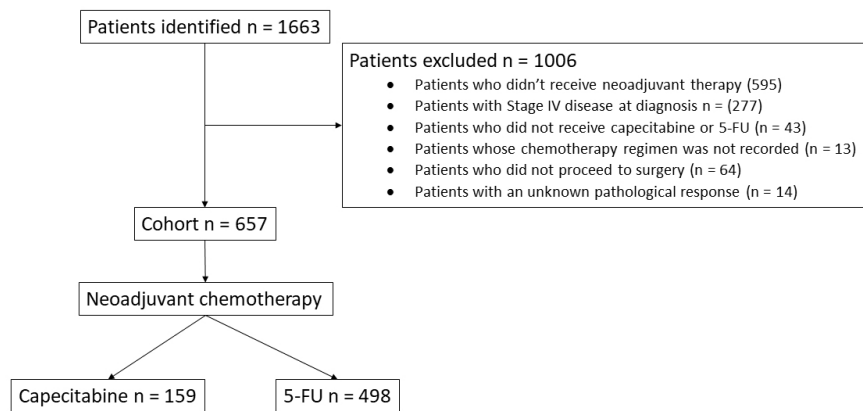 Patients identified n = 1663
Patients excluded n = 1006
• Patients who didn't receive neoadjuvant therapy (595)
• Patients with Stage IV disease at diagnosis n = (277)
• Patients who did not receive capecitabine or 5-FU (n = 43)
• Patients whose chemotherapy regimen was not recorded (n = 13)
• Patients who did not proceed to surgery (n = 64)
• Patients with an unknown pathological response (n = 14)
Cohort n = 657
Neoadjuvant chemotherapy
Capecitabine n = 159
5-FU n = 498